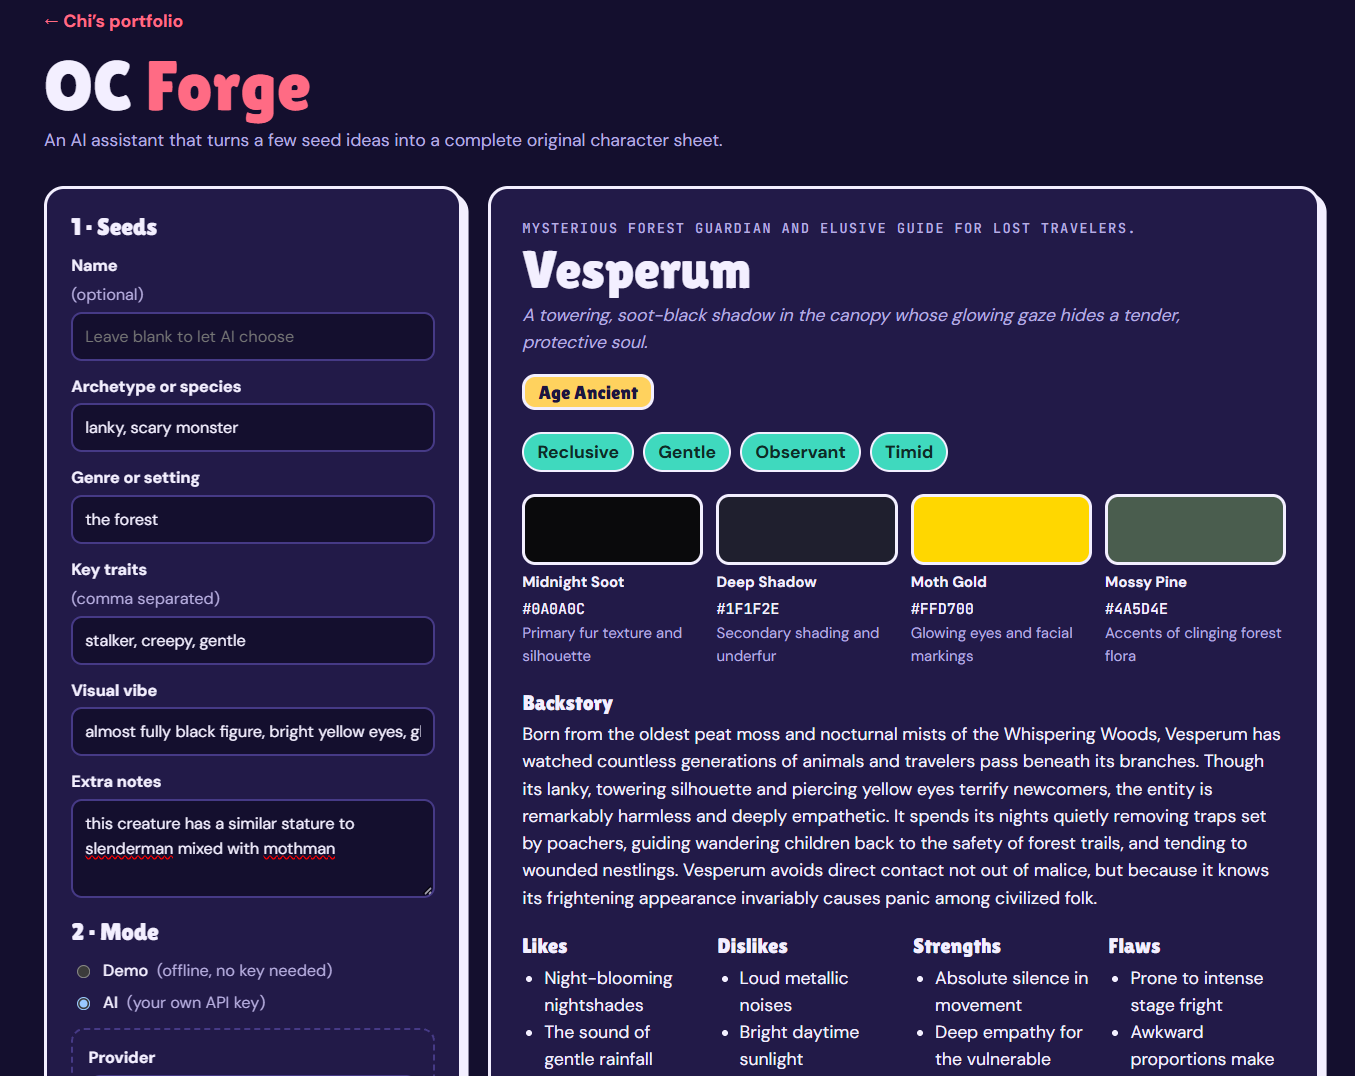 ← Chi's portfolio
OC Forge
An AI assistant that turns a few seed ideas into a complete original character sheet.
1 · Seeds
Name
(optional)
Leave blank to let AI choose
Archetype or species
lanky, scary monster
Genre or setting
the forest
Key traits
(comma separated)
stalker, creepy, gentle
Visual vibe
almost fully black figure, bright yellow eyes, gl
Extra notes
this creature has a similar stature to
slenderman mixed with mothman
2 · Mode
Demo (offline, no key needed)
AI (your own API key)
Provider
MYSTERIOUS FOREST GUARDIAN AND ELUSIVE GUIDE FOR LOST TRAVELERS.
Vesperum
A towering, soot-black shadow in the canopy whose glowing gaze hides a tender,
protective soul.
Age Ancient
Reclusive Gentle Observant Timid
Midnight Soot
#0A0A0C
Primary fur texture and
silhouette
Deep Shadow
#1F1F2E
Secondary shading and
underfur
Moth Gold
#FFD700
Glowing eyes and facial
markings
Mossy Pine
#4A5D4E
Accents of clinging forest
flora
Backstory
Born from the oldest peat moss and nocturnal mists of the Whispering Woods, Vesperum has
watched countless generations of animals and travelers pass beneath its branches. Though
its lanky, towering silhouette and piercing yellow eyes terrify newcomers, the entity is
remarkably harmless and deeply empathetic. It spends its nights quietly removing traps set
by poachers, guiding wandering children back to the safety of forest trails, and tending to
wounded nestlings. Vesperum avoids direct contact not out of malice, but because it knows
its frightening appearance invariably causes panic among civilized folk.
Likes
• Night-blooming
nightshades
• The sound of
gentle rainfall
Dislikes
• Loud metallic
noises
• Bright daytime
sunlight
Strengths
• Absolute silence in
movement
• Deep empathy for
the vulnerable
Flaws
• Prone to intense
stage fright
• Awkward
proportions make